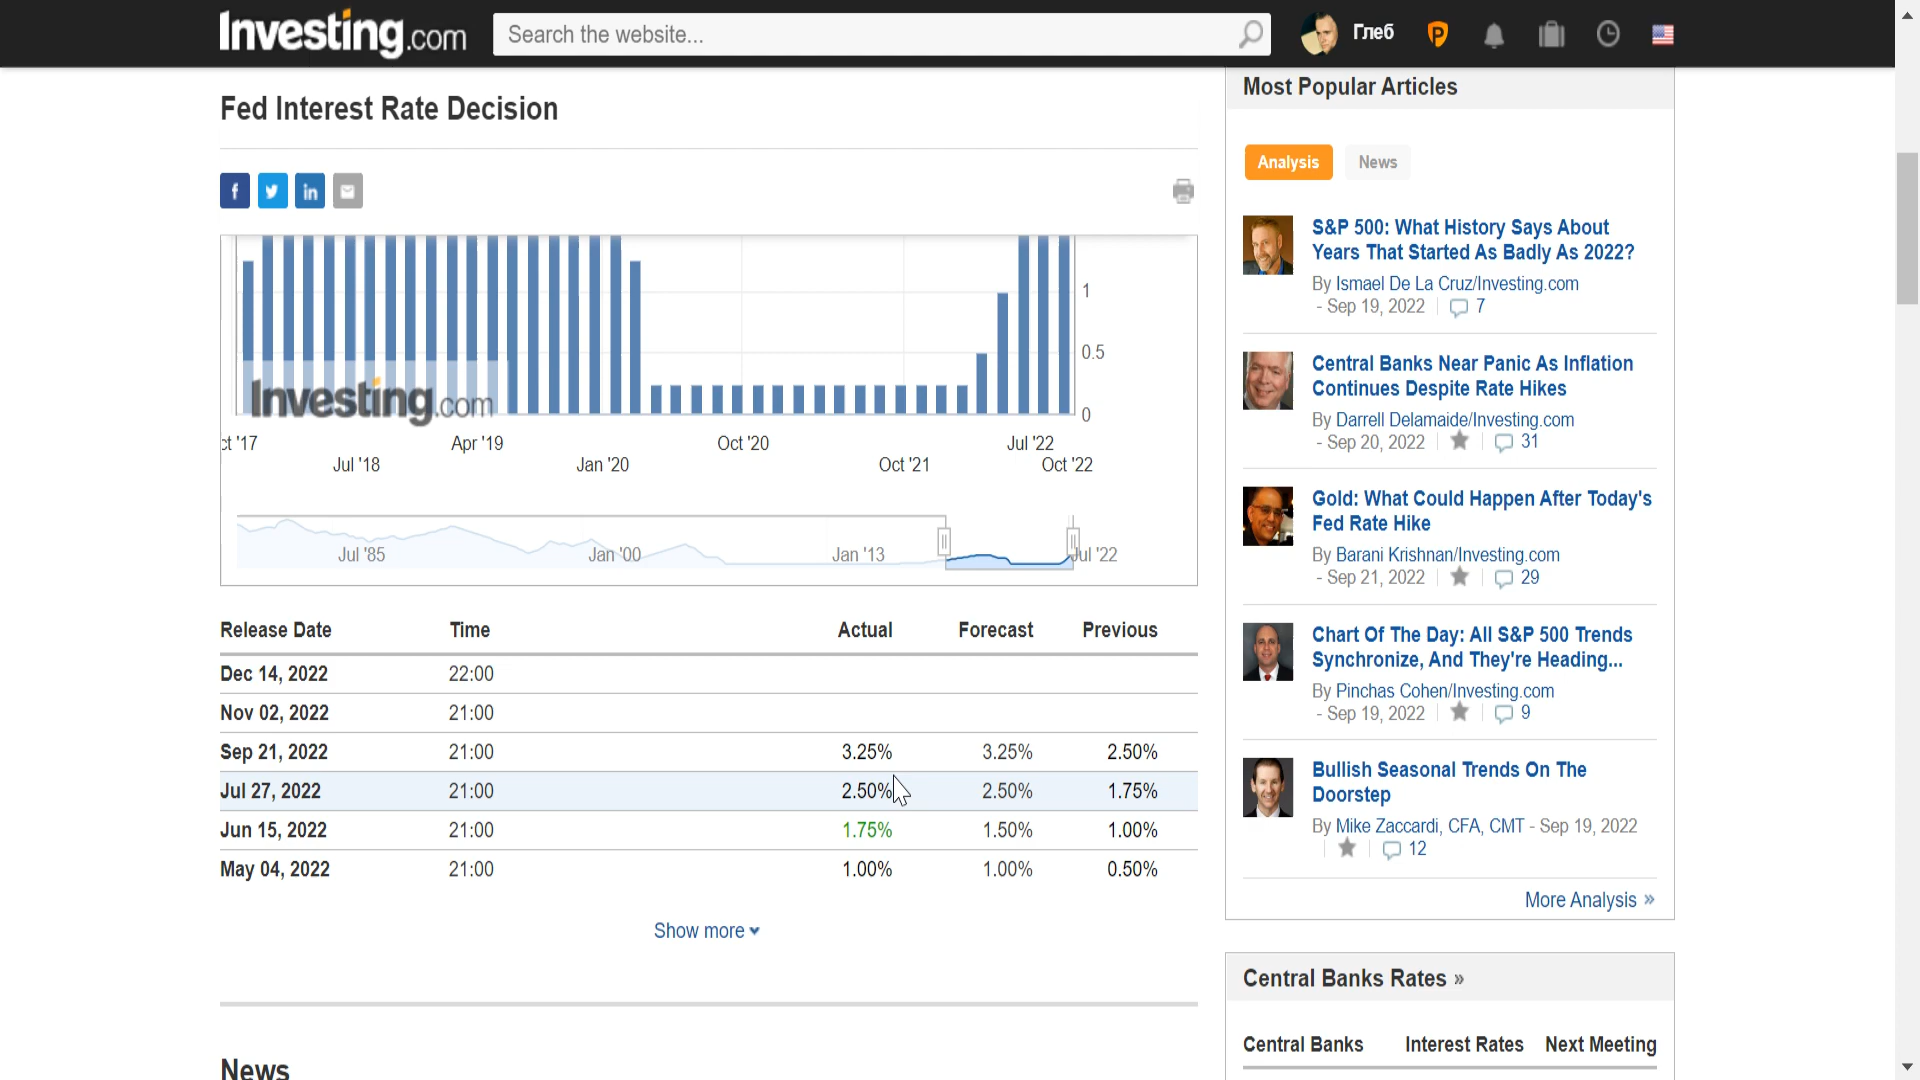 Investing.com
Search the website...
Глеб
Fed Interest Rate Decision
1
0.5
0
Investing.com
ct '17
Apr '19
Oct '20
Jul '22
Jul '18
Jan '20
Oct '21
Oct '22
Jul '85
Jan '00
Jan '13
Jul '22
Release Date Time Actual Forecast Previous
Dec 14, 2022 22:00
Nov 02, 2022 21:00
Sep 21, 2022 21:00 3.25% 3.25% 2.50%
Jul 27, 2022 21:00 2.50% 2.50% 1.75%
Jun 15, 2022 21:00 1.75% 1.50% 1.00%
May 04, 2022 21:00 1.00% 1.00% 0.50%
Show more
News
Most Popular Articles
Analysis
News
S&P 500: What History Says About
Years That Started As Badly As 2022?
By Ismael De La Cruz/Investing.com
- Sep 19, 2022 7
Central Banks Near Panic As Inflation
Continues Despite Rate Hikes
By Darrell Delamaide/Investing.com
- Sep 20, 2022 31
Gold: What Could Happen After Today's
Fed Rate Hike
By Barani Krishnan/Investing.com
- Sep 21, 2022 29
Chart Of The Day: All S&P 500 Trends
Synchronize, And They're Heading...
By Pinchas Cohen/Investing.com
- Sep 19, 2022 9
Bullish Seasonal Trends On The
Doorstep
By Mike Zaccardi, CFA, CMT - Sep 19, 2022
12
More Analysis »
Central Banks Rates »
Central Banks Interest Rates Next Meeting